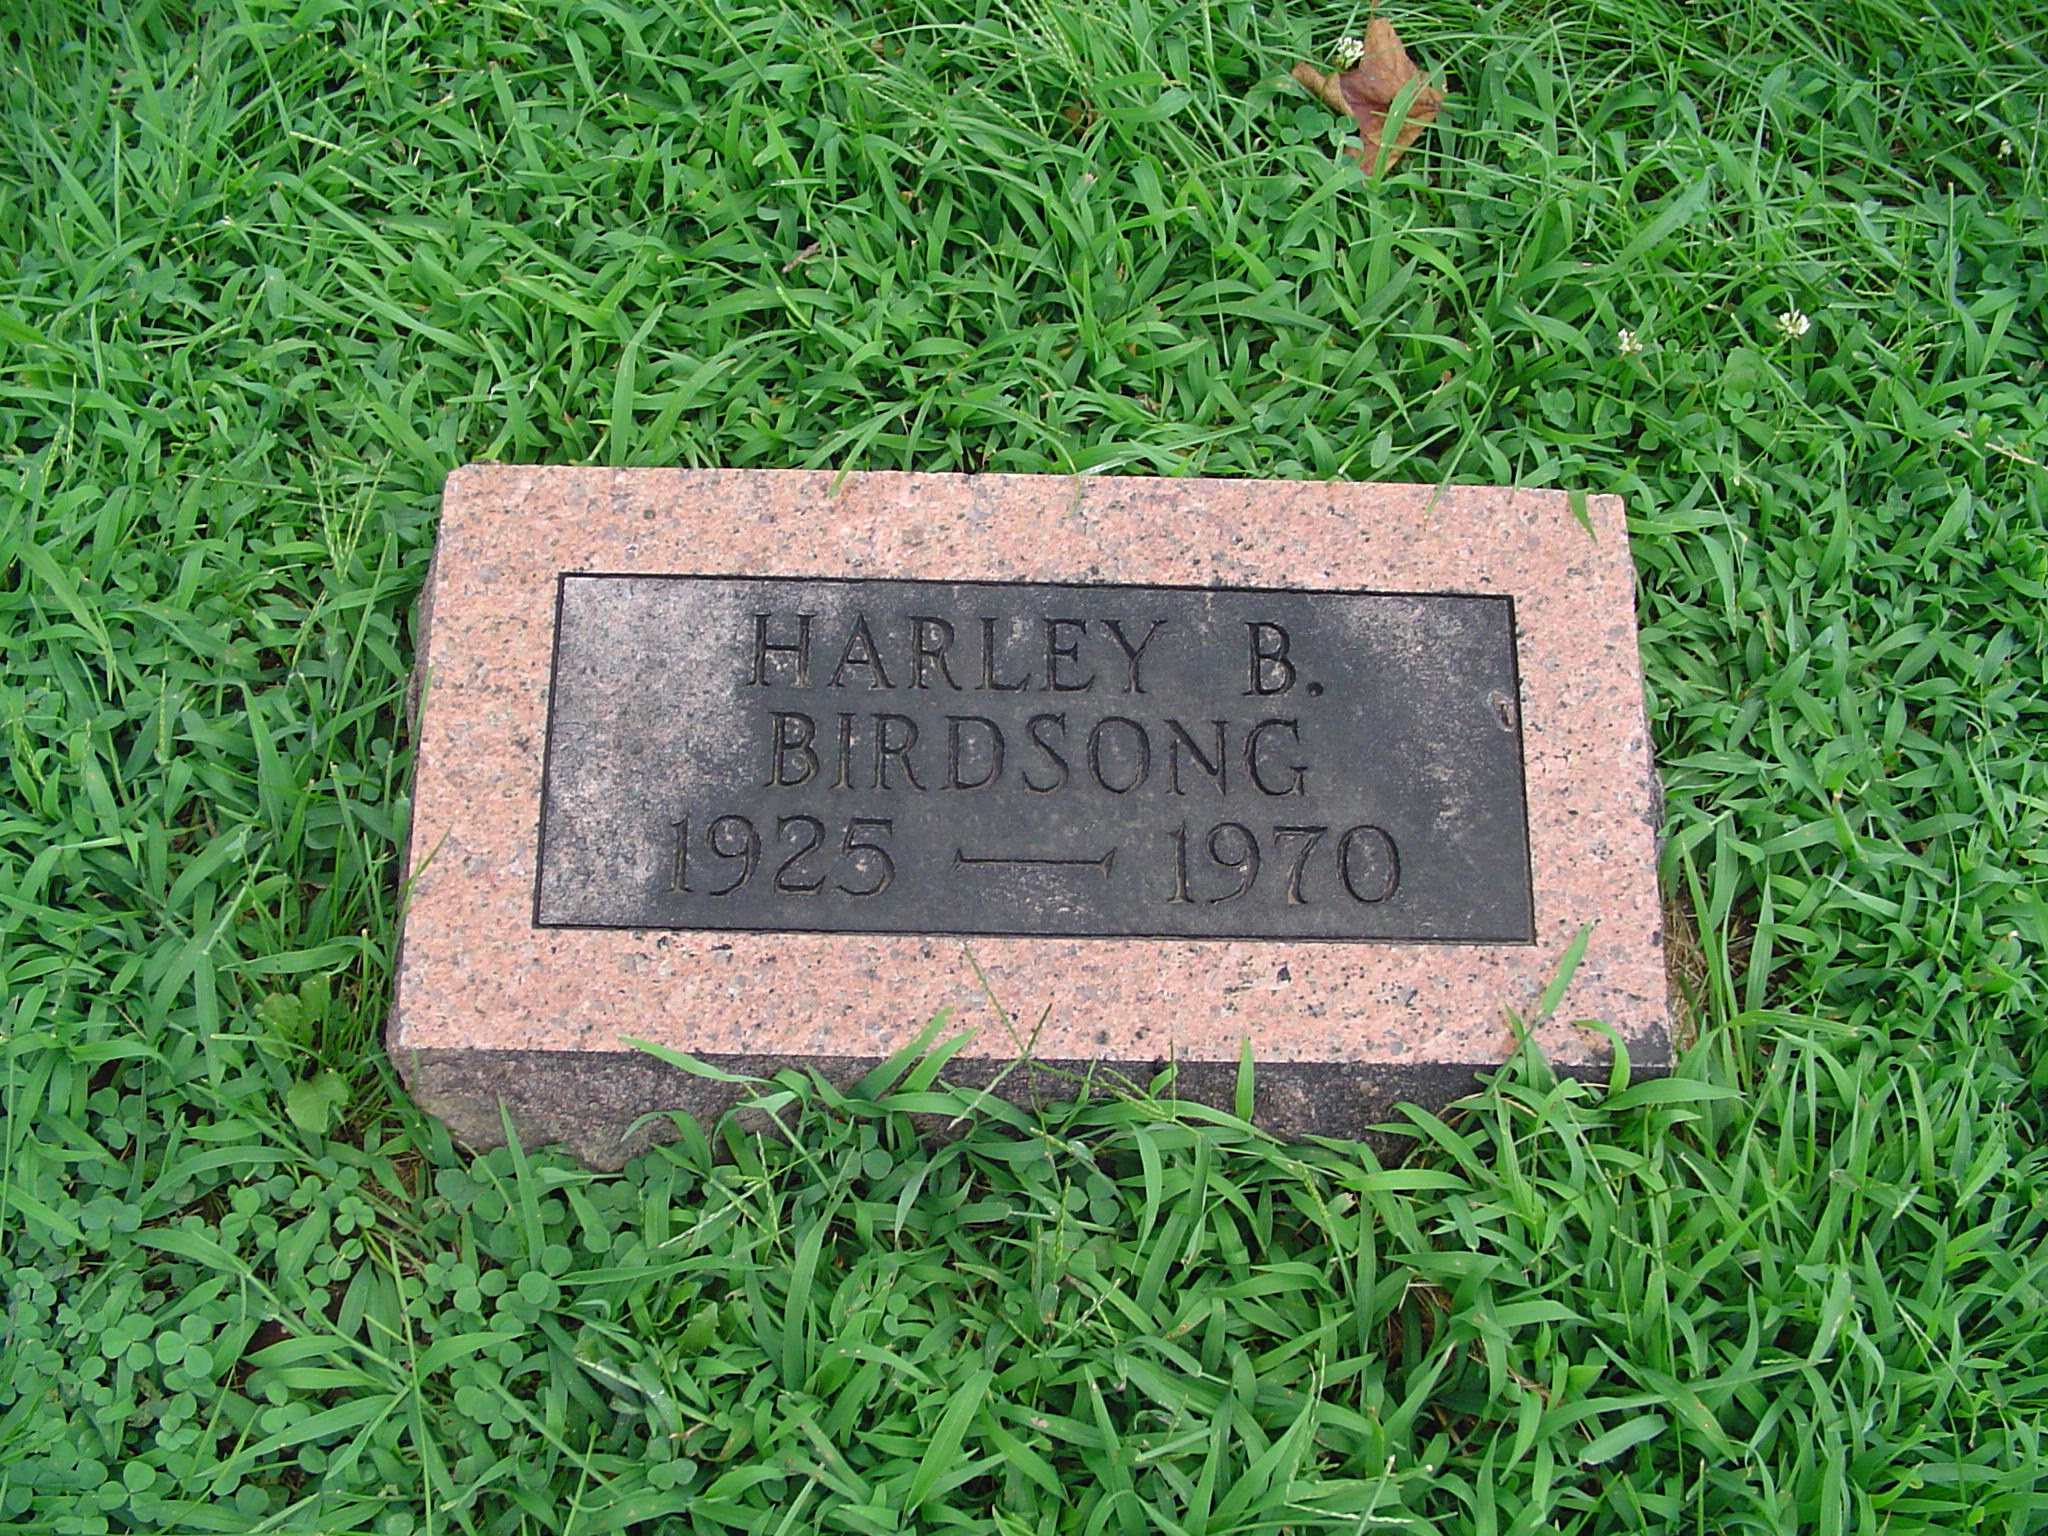 HARLEY B.
BIRDSONG
1925 — 1970